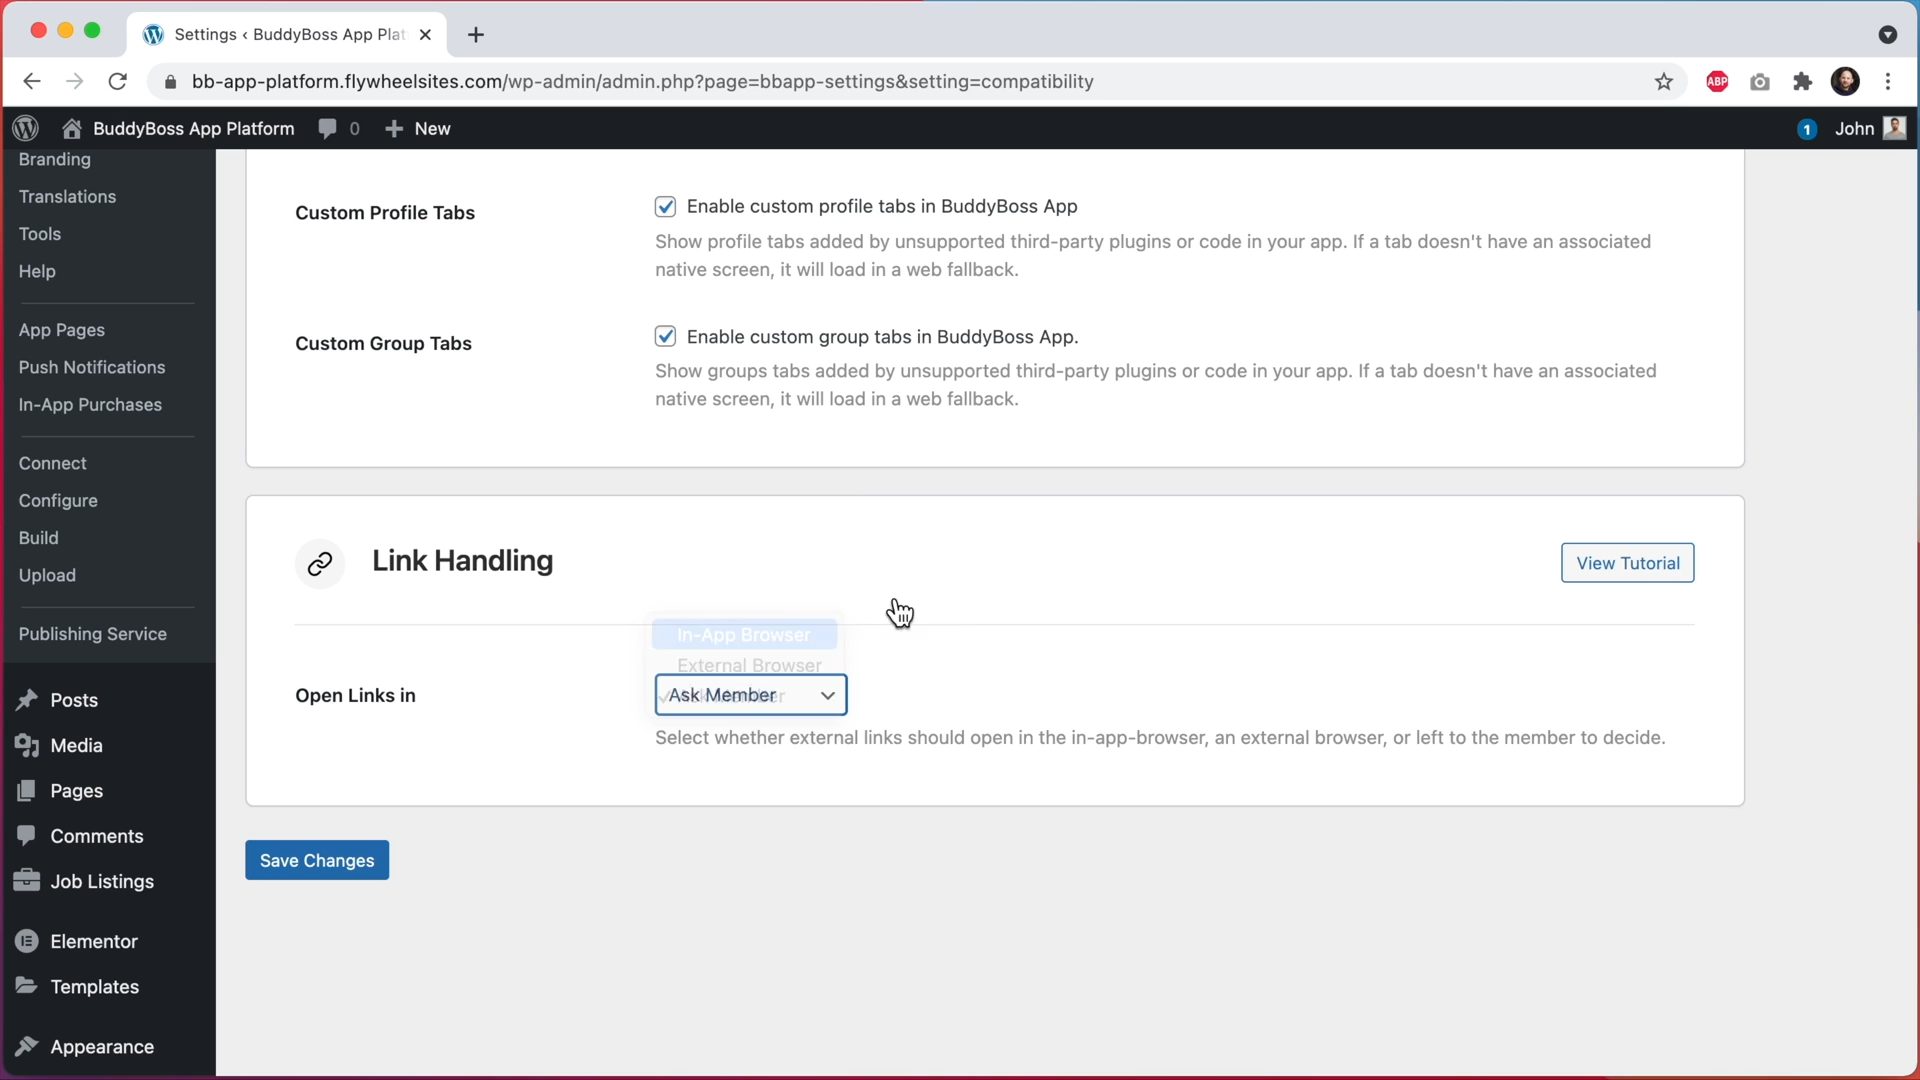 Settings ‹ BuddyBoss App Plat
bb-app-platform.flywheelsites.com/wp-admin/admin.php?page=bbapp-settings&setting=compatibility
ABP
BuddyBoss App Platform
0
New
1
John
Branding
Translations
Tools
Help
App Pages
Push Notifications
In-App Purchases
Connect
Configure
Build
Upload
Publishing Service
Posts
Media
Pages
Comments
Job Listings
Elementor
Templates
Appearance
Custom Profile Tabs
Enable custom profile tabs in BuddyBoss App
Show profile tabs added by unsupported third-party plugins or code in your app. If a tab doesn't have an associated
native screen, it will load in a web fallback.
Custom Group Tabs
Enable custom group tabs in BuddyBoss App.
Show groups tabs added by unsupported third-party plugins or code in your app. If a tab doesn't have an associated
native screen, it will load in a web fallback.
Link Handling
View Tutorial
In-App Browser
External Browser
Open Links in
Ask Member
Select whether external links should open in the in-app-browser, an external browser, or left to the member to decide.
Save Changes